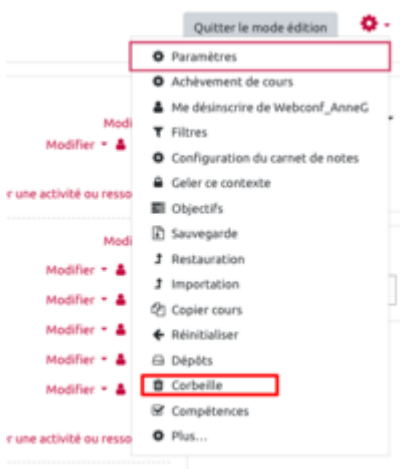 Quitter le mode édition
Paramètres
Achèvement de cours
Me désinscrire de Webconf_AnneG
Modi
Filtres
Modifier
Configuration du carnet de notes
Geler ce contexte
r une activité ou resso
Objectifs
Sauvegarde
Modi
Restauration
Modifier
Importation
Modifier
Copier cours
Modifier
Réinitialiser
Modifier
Dépôts
Modifier
Corbeille
Compétences
r une activité ou resso
Plus...